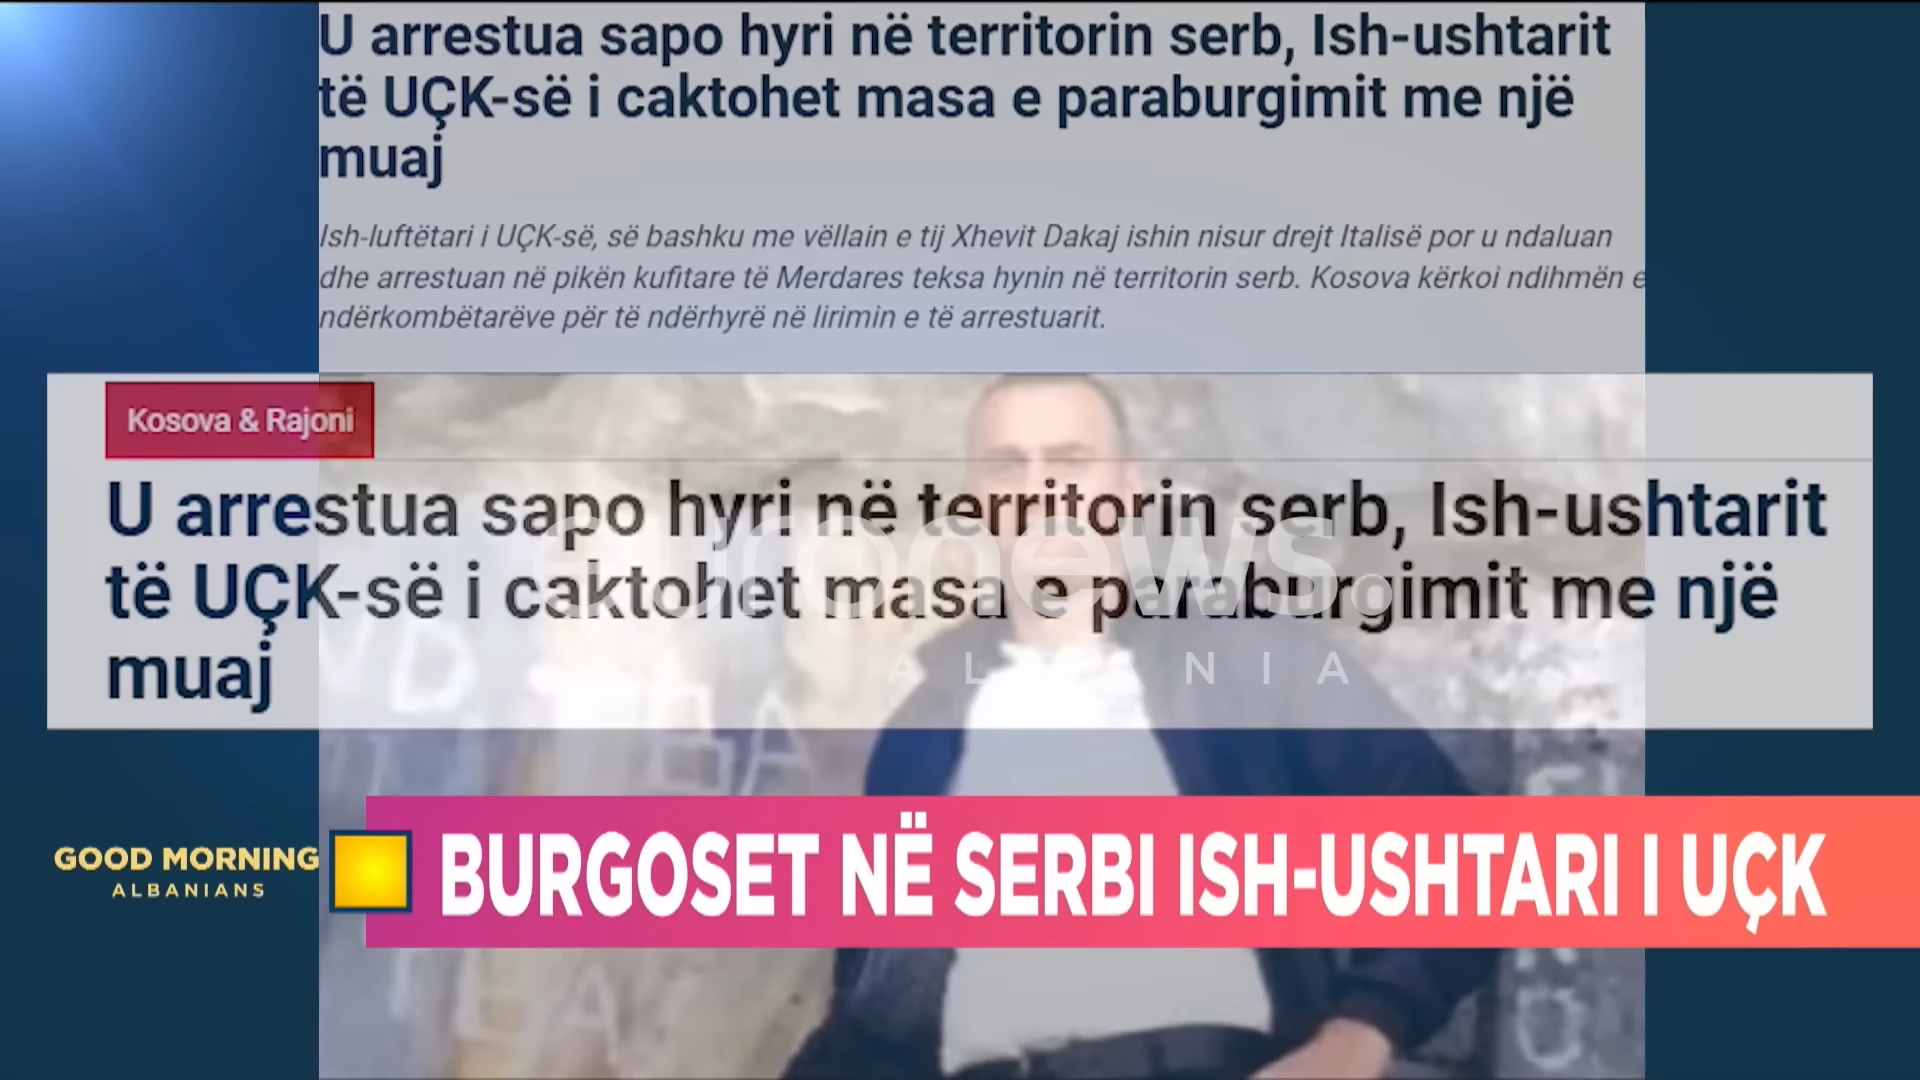 U arrestua sapo hyri në territorin serb, Ish-ushtarit
të UÇK-së i caktohet masa e paraburgimit me një
muaj
Ish-luftëtari i UÇK-së, së bashku me vëllain e tij Xhevit Dakaj ishin nisur drejt Italisë por u ndaluan
dhe arrestuan në pikën kufitare të Merdares teksa hynin në territorin serb. Kosova kërkoi ndihmën e
ndërkombëtarëve për të ndërhyrë në lirimin e të arrestuarit.
Kosova & Rajoni
U arrestua sapo hyri në territorin serb, Ish-ushtarit
të UÇK-së i caktohet masa e paraburgimit me një
muaj
euronews.
ALBANIA
GOOD MORNING
ALBANIANS
BURGOSET NË SERBI ISH-USHTARI I UÇK